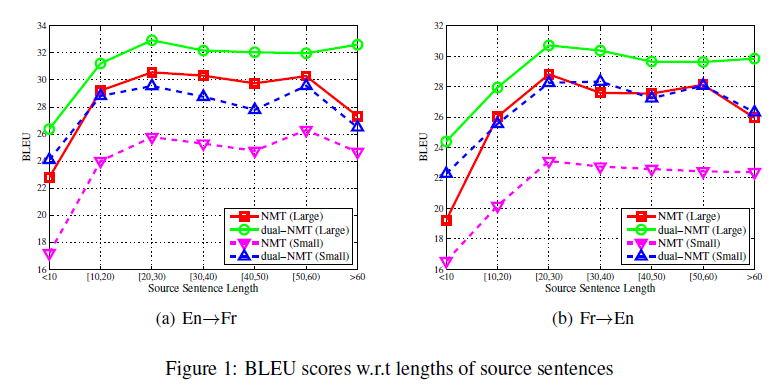 34
32
30
28
26
24
22
20
18
16
BLEU
<10
[10,20)
[20,30)
[30,40)
[40,50)
[50,60)
>60
Source Sentence Length
NMT (Large)
dual−NMT (Large)
NMT (Small)
dual−NMT (Small)
(a) En→Fr
32
30
28
26
24
22
20
18
16
BLEU
<10
[10,20)
[20,30)
[30,40)
[40,50)
[50,60)
>60
Source Sentence Length
NMT (Large)
dual−NMT (Large)
NMT (Small)
dual−NMT (Small)
(b) Fr→En
Figure 1: BLEU scores w.r.t lengths of source sentences